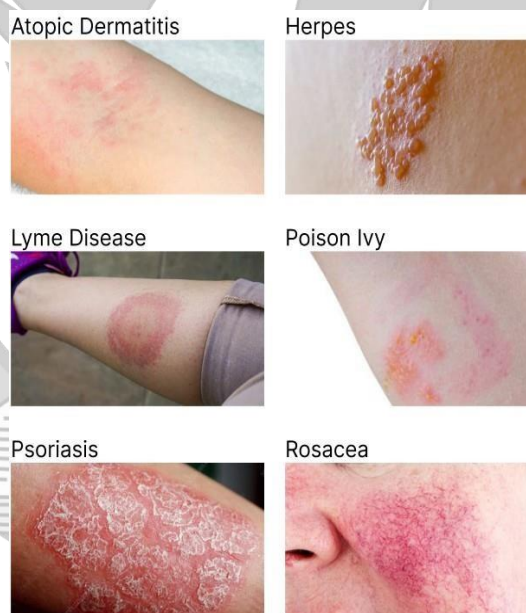 Atopic Dermatitis
Herpes
Lyme Disease
Poison Ivy
Psoriasis
Rosacea